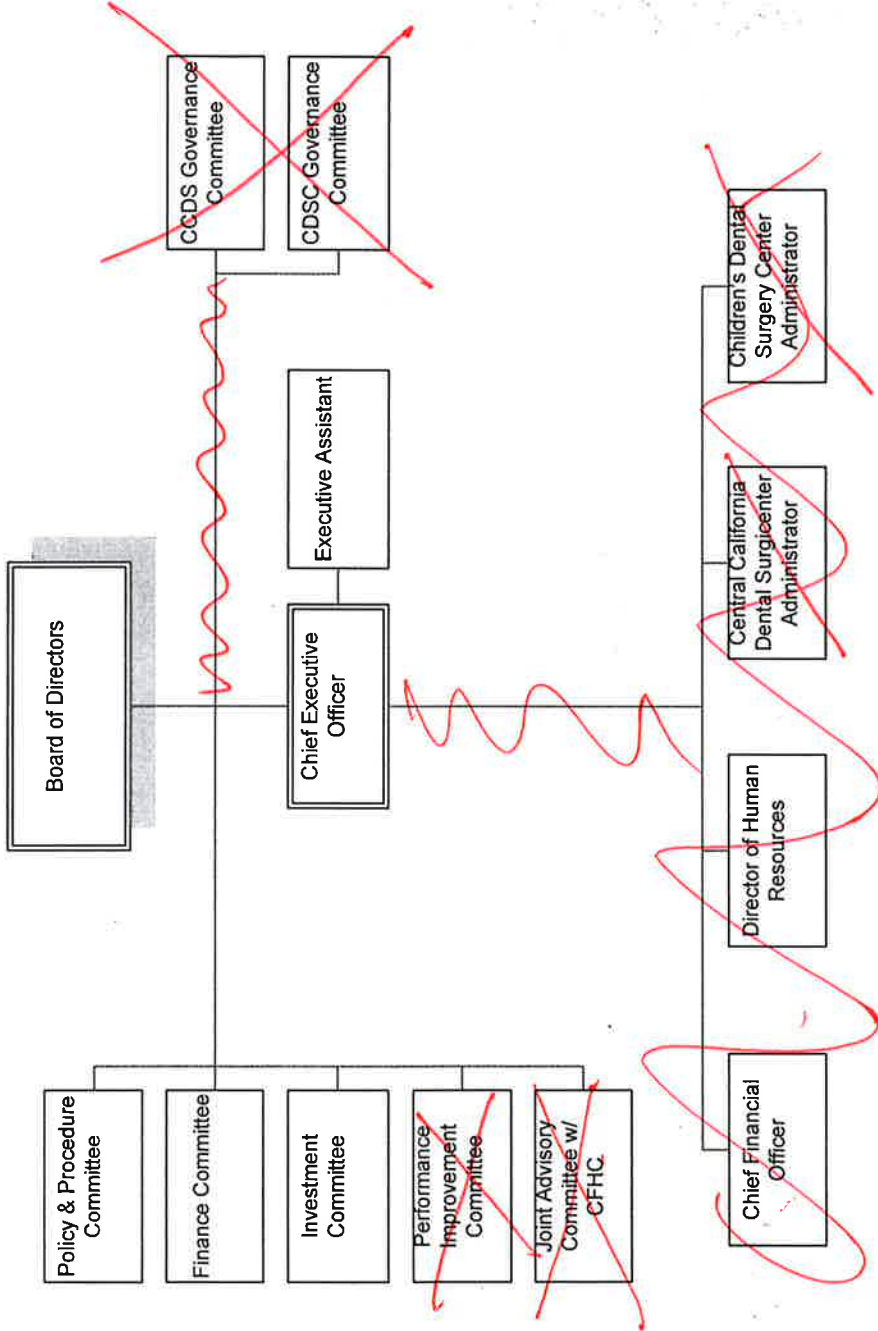 Board of Directors
CCDS Governance
Committee
CDSC Governance
Committee
Policy & Procedure
Committee
Finance Committee
Investment
Committee
Performance
Improvement
Committee
Joint Advisory
Committee w/
CFHC.
Chief Executive
Officer
Executive Assistant
Chief Financial
Officer
Director of Human
Resources
Central California
Dental Surgicenter
Administrator
Children's Dental
Surgery Center
Administrator